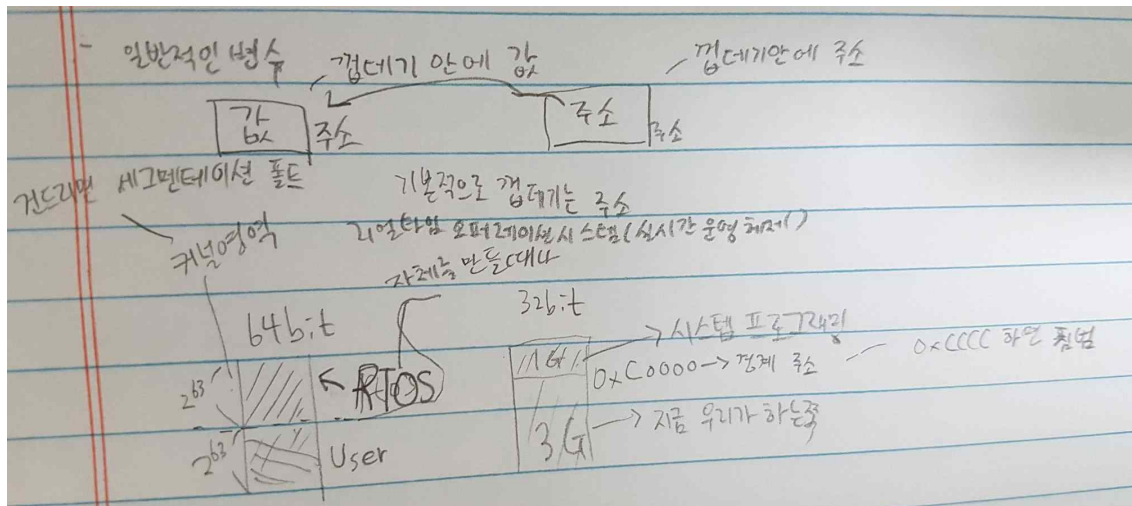 - 일반적인 변수
껍데기 안에 값
껍데기안에 주소
값 주소
주소 주소
건드리면 세그멘테이션 폴트
기본적으로 껍데기는 주소
리얼타임 오퍼레이션시스템(실시간 운영체제)
커널영역
자체를 만들때나
64bit
32bit
1G
시스템 프로그래밍
0xC0000 → 경계 주소
0xCCCC 하면 침범
2^63
RTOS
3G
지금 우리가 하는쪽
2^63
User